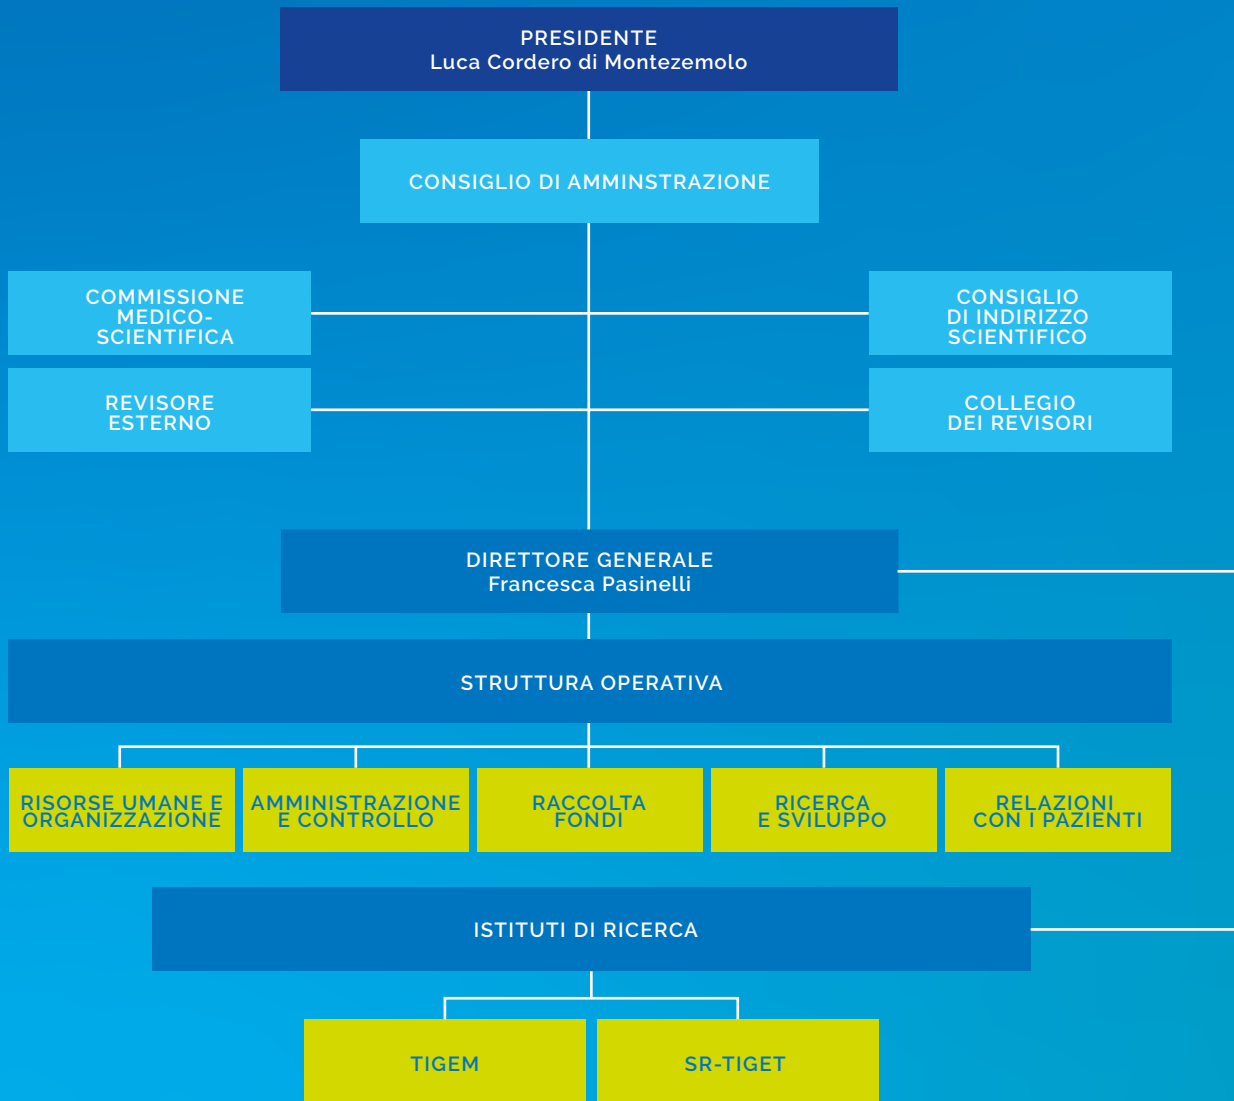 PRESIDENTE
Luca Cordero di Montezemolo
CONSIGLIO DI AMMINSTRAZIONE
COMMISSIONE
MEDICO-
SCIENTIFICA
CONSIGLIO
DI INDIRIZZO
SCIENTIFICO
REVISORE
ESTERNO
COLLEGIO
DEI REVISORI
DIRETTORE GENERALE
Francesca Pasinelli
STRUTTURA OPERATIVA
RISORSE UMANE E
ORGANIZZAZIONE
AMMINISTRAZIONE
E CONTROLLO
RACCOLTA
FONDI
RICERCA
E SVILUPPO
RELAZIONI
CON I PAZIENTI
ISTITUTI DI RICERCA
TIGEM
SR-TIGET